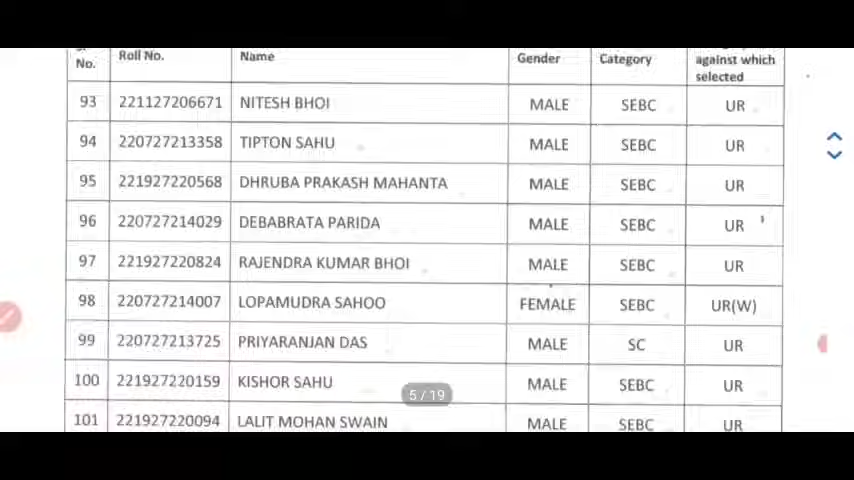 No. Roll No. Name Gender Category against which selected
93 221127206671 NITESH BHOI MALE SEBC UR
94 220727213358 TIPTON SAHU MALE SEBC UR
95 221927220568 DHRUBA PRAKASH MAHANTA MALE SEBC UR
96 220727214029 DEBABRATA PARIDA MALE SEBC UR
97 221927220824 RAJENDRA KUMAR BHOI MALE SEBC UR
98 220727214007 LOPAMUDRA SAHOO FEMALE SEBC UR(W)
99 220727213725 PRIYARANJAN DAS MALE SC UR
100 221927220159 KISHOR SAHU MALE SEBC UR
5 / 19
101 221927220094 LALIT MOHAN SWAIN MALE SEBC UR